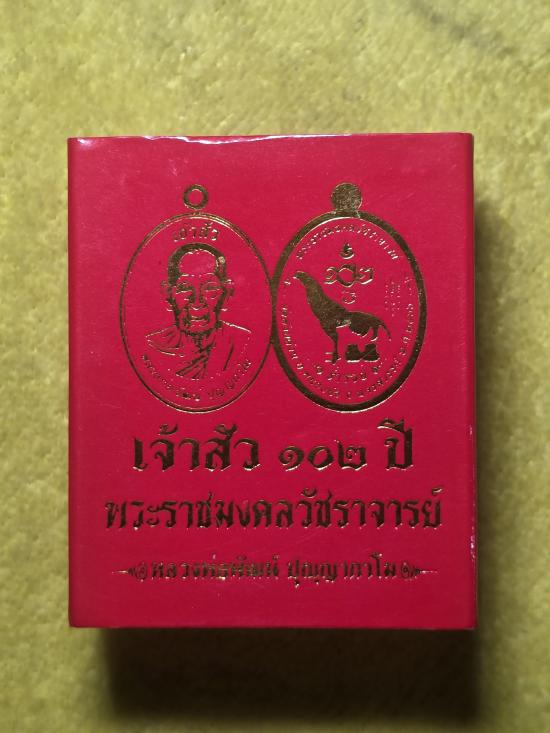 เจ้าสัว
เจ้าสัว ๑๐๒ ปี
พระราชมงคลวัชราจารย์
หลวงพ่อพัฒน์ ปุญฺญกาโม